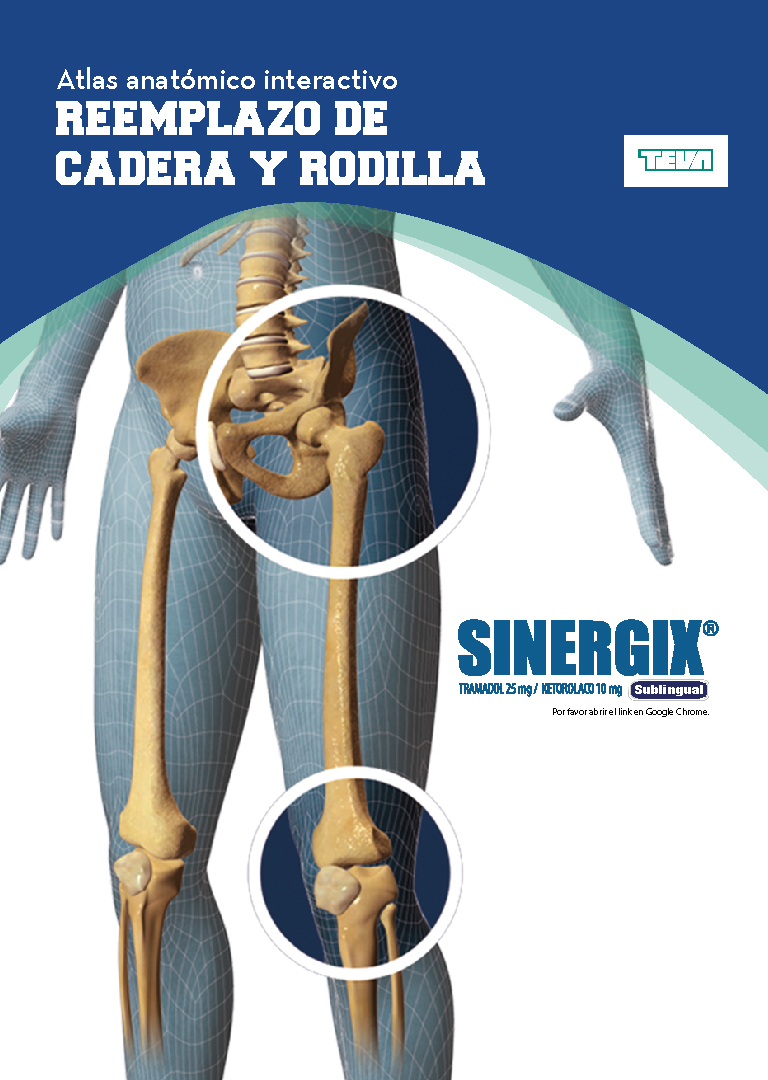 Atlas anatómico interactivo
REEMPLAZO DE
CADERA Y RODILLA
TEVA
SINERGIX®
TRAMADOL 25 mg / KETOROLACO 10 mg Sublingual
Por favor abrir el link en Google Chrome.